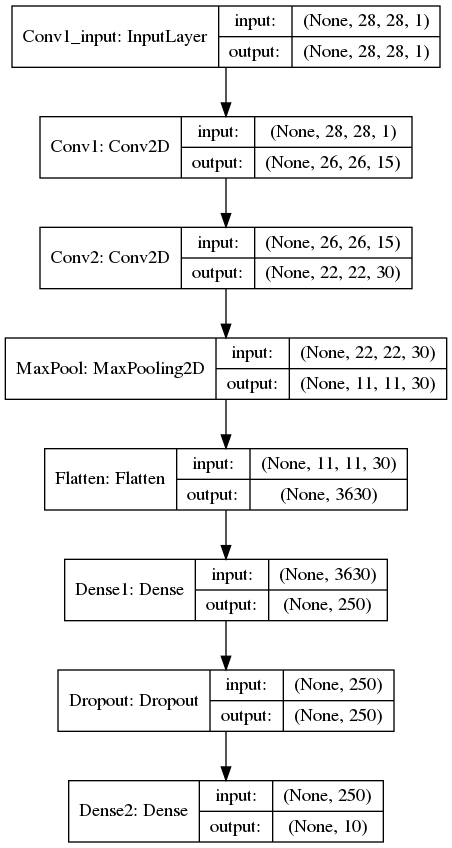 Conv1_input: InputLayer
input: (None, 28, 28, 1)
output: (None, 28, 28, 1)
Conv1: Conv2D
input: (None, 28, 28, 1)
output: (None, 26, 26, 15)
Conv2: Conv2D
input: (None, 26, 26, 15)
output: (None, 22, 22, 30)
MaxPool: MaxPooling2D
input: (None, 22, 22, 30)
output: (None, 11, 11, 30)
Flatten: Flatten
input: (None, 11, 11, 30)
output: (None, 3630)
Dense1: Dense
input: (None, 3630)
output: (None, 250)
Dropout: Dropout
input: (None, 250)
output: (None, 250)
Dense2: Dense
input: (None, 250)
output: (None, 10)